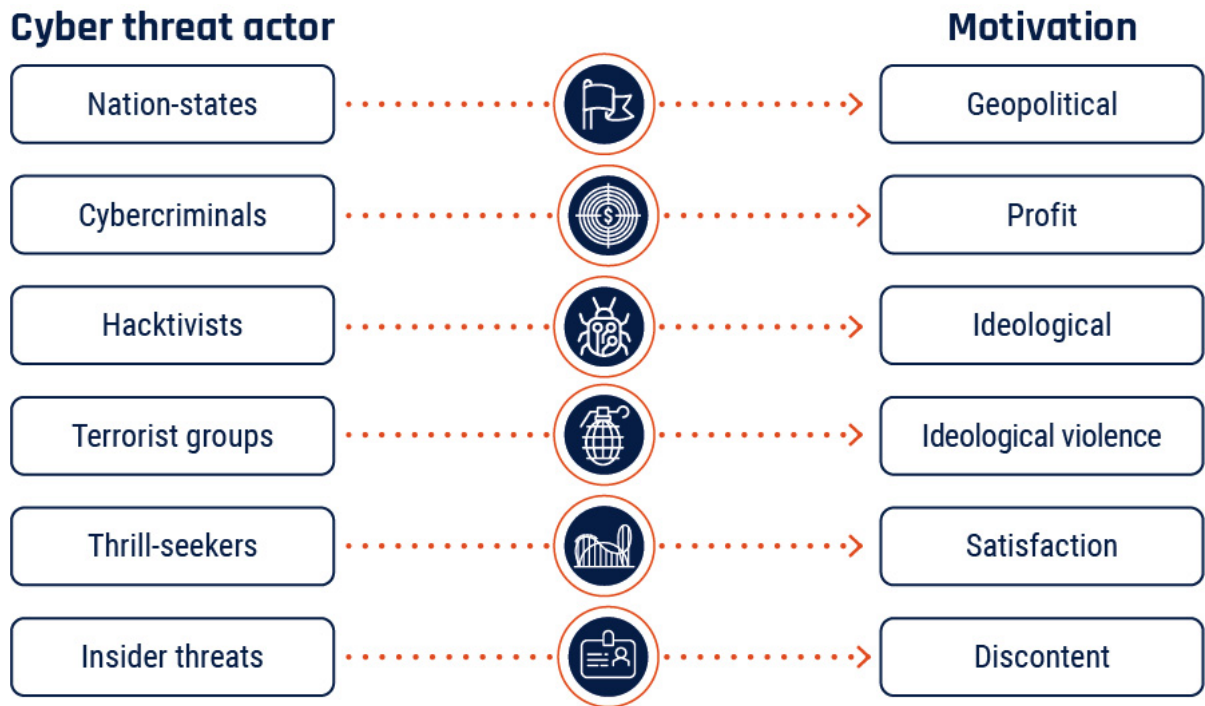 Cyber threat actor Motivation
Nation-states Geopolitical
Cybercriminals $ Profit
Hacktivists Ideological
Terrorist groups Ideological violence
Thrill-seekers Satisfaction
Insider threats Discontent